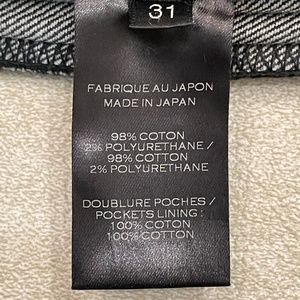 31
FABRIQUE AU JAPON
MADE IN JAPAN
98% COTON
2% POLYURETHANE /
98% COTTON
2% POLYURETHANE
DOUBLURE POCHES /
POCKETS LINING :
100% COTON
100% COTTON